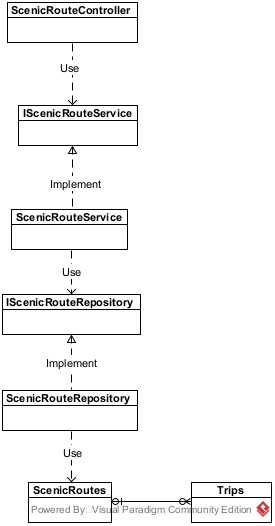 ScenicRouteController
Use
IScenicRouteService
Implement
ScenicRouteService
Use
IScenicRouteRepository
Implement
ScenicRouteRepository
Use
ScenicRoutes
Trips
Powered By Visual Paradigm Community Edition